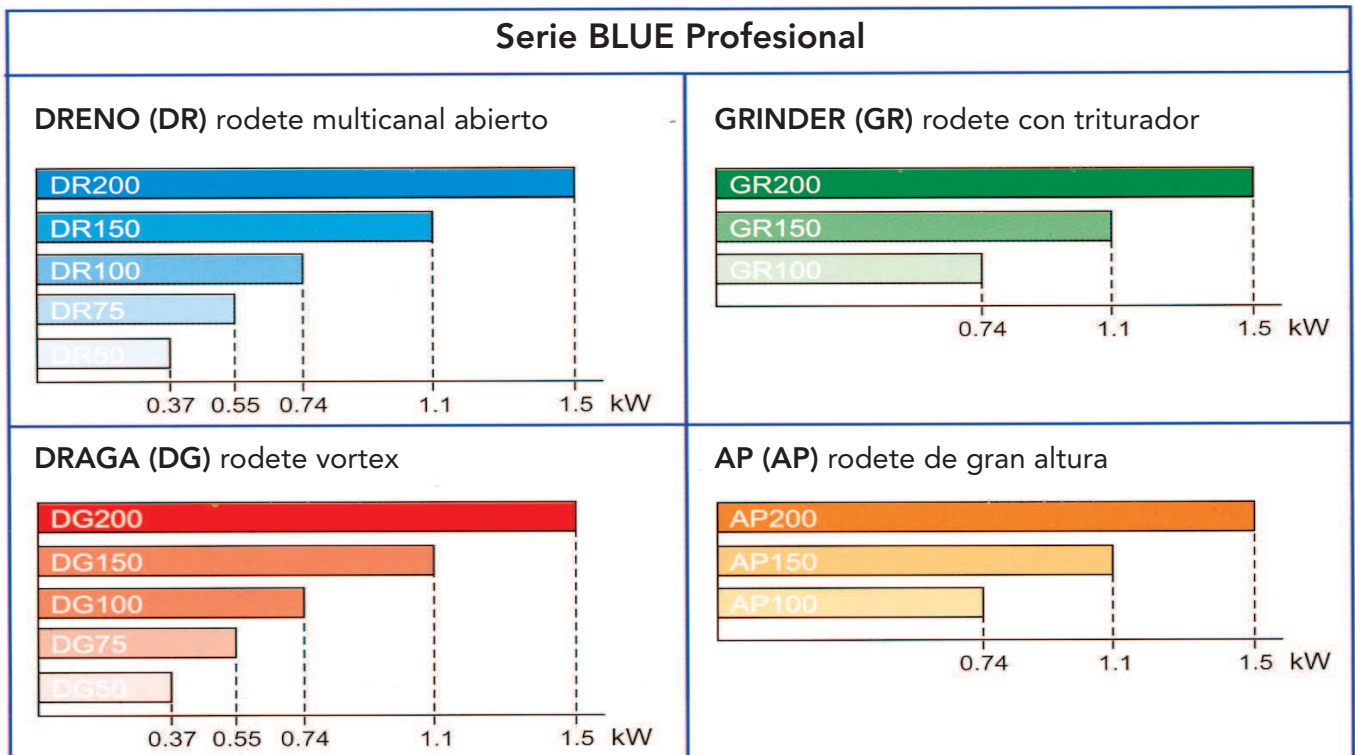 Serie BLUE Profesional
DRENO (DR) rodete multicanal abierto
DR200
DR150
DR100
DR75
DR50
0.37 0.55 0.74 1.1 1.5 kW
GRINDER (GR) rodete con triturador
GR200
GR150
GR100
0.74 1.1 1.5 kW
DRAGA (DG) rodete vortex
DG200
DG150
DG100
DG75
DG50
0.37 0.55 0.74 1.1 1.5 kW
AP (AP) rodete de gran altura
AP200
AP150
AP100
0.74 1.1 1.5 kW